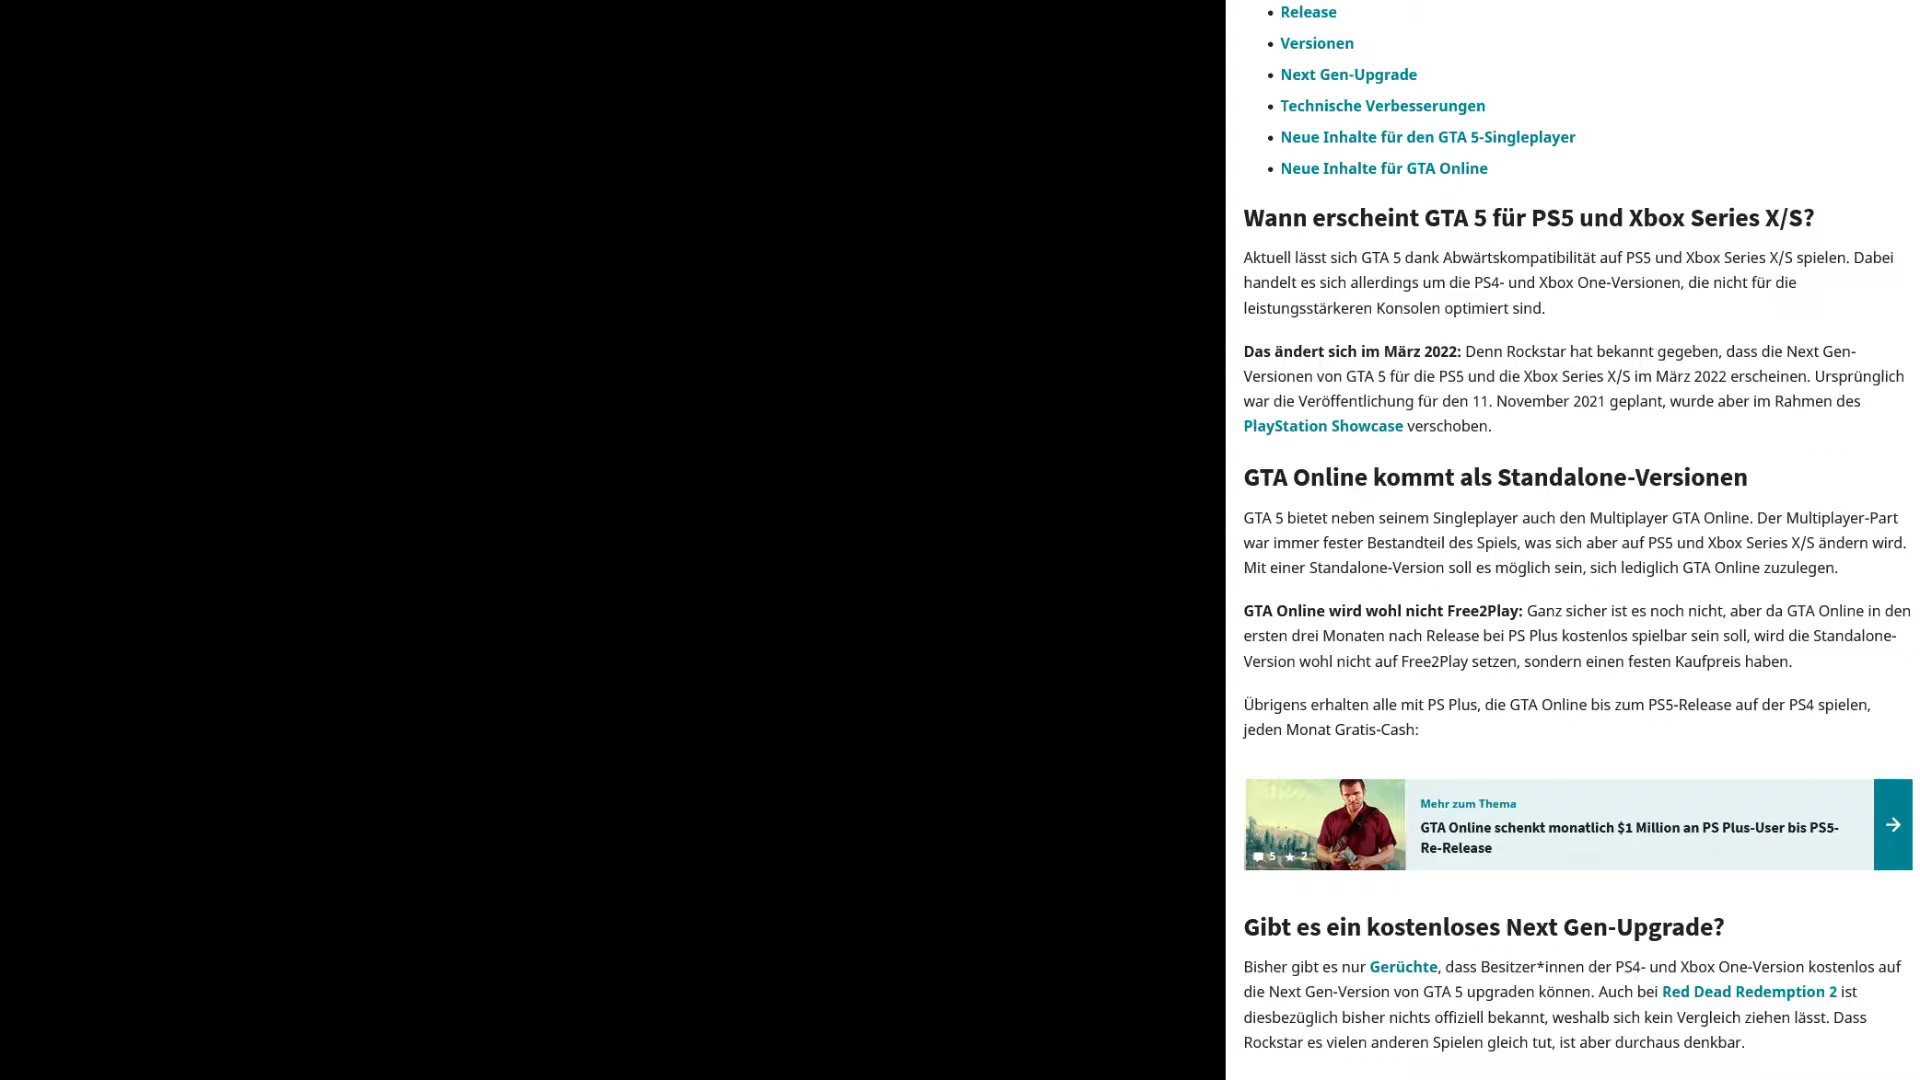 Release
Versionen
Next Gen-Upgrade
Technische Verbesserungen
Neue Inhalte für den GTA 5-Singleplayer
Neue Inhalte für GTA Online
Wann erscheint GTA 5 für PS5 und Xbox Series X/S?
Aktuell lässt sich GTA 5 dank Abwärtskompatibilität auf PS5 und Xbox Series X/S spielen. Dabei
handelt es sich allerdings um die PS4- und Xbox One-Versionen, die nicht für die
leistungsstärkeren Konsolen optimiert sind.
Das ändert sich im März 2022: Denn Rockstar hat bekannt gegeben, dass die Next Gen-
Versionen von GTA 5 für die PS5 und die Xbox Series X/S im März 2022 erscheinen. Ursprünglich
war die Veröffentlichung für den 11. November 2021 geplant, wurde aber im Rahmen des
PlayStation Showcase verschoben.
GTA Online kommt als Standalone-Versionen
GTA 5 bietet neben seinem Singleplayer auch den Multiplayer GTA Online. Der Multiplayer-Part
war immer fester Bestandteil des Spiels, was sich aber auf PS5 und Xbox Series X/S ändern wird.
Mit einer Standalone-Version soll es möglich sein, sich lediglich GTA Online zuzulegen.
GTA Online wird wohl nicht Free2Play: Ganz sicher ist es noch nicht, aber da GTA Online in den
ersten drei Monaten nach Release bei PS Plus kostenlos spielbar sein soll, wird die Standalone-
Version wohl nicht auf Free2Play setzen, sondern einen festen Kaufpreis haben.
Übrigens erhalten alle mit PS Plus, die GTA Online bis zum PS5-Release auf der PS4 spielen,
jeden Monat Gratis-Cash:
Mehr zum Thema
GTA Online schenkt monatlich $1 Million an PS Plus-User bis PS5-
Re-Release
5 2
Gibt es ein kostenloses Next Gen-Upgrade?
Bisher gibt es nur Gerüchte, dass Besitzer*innen der PS4- und Xbox One-Version kostenlos auf
die Next Gen-Version von GTA 5 upgraden können. Auch bei Red Dead Redemption 2 ist
diesbezüglich bisher nichts offiziell bekannt, weshalb sich kein Vergleich ziehen lässt. Dass
Rockstar es vielen anderen Spielen gleich tut, ist aber durchaus denkbar.